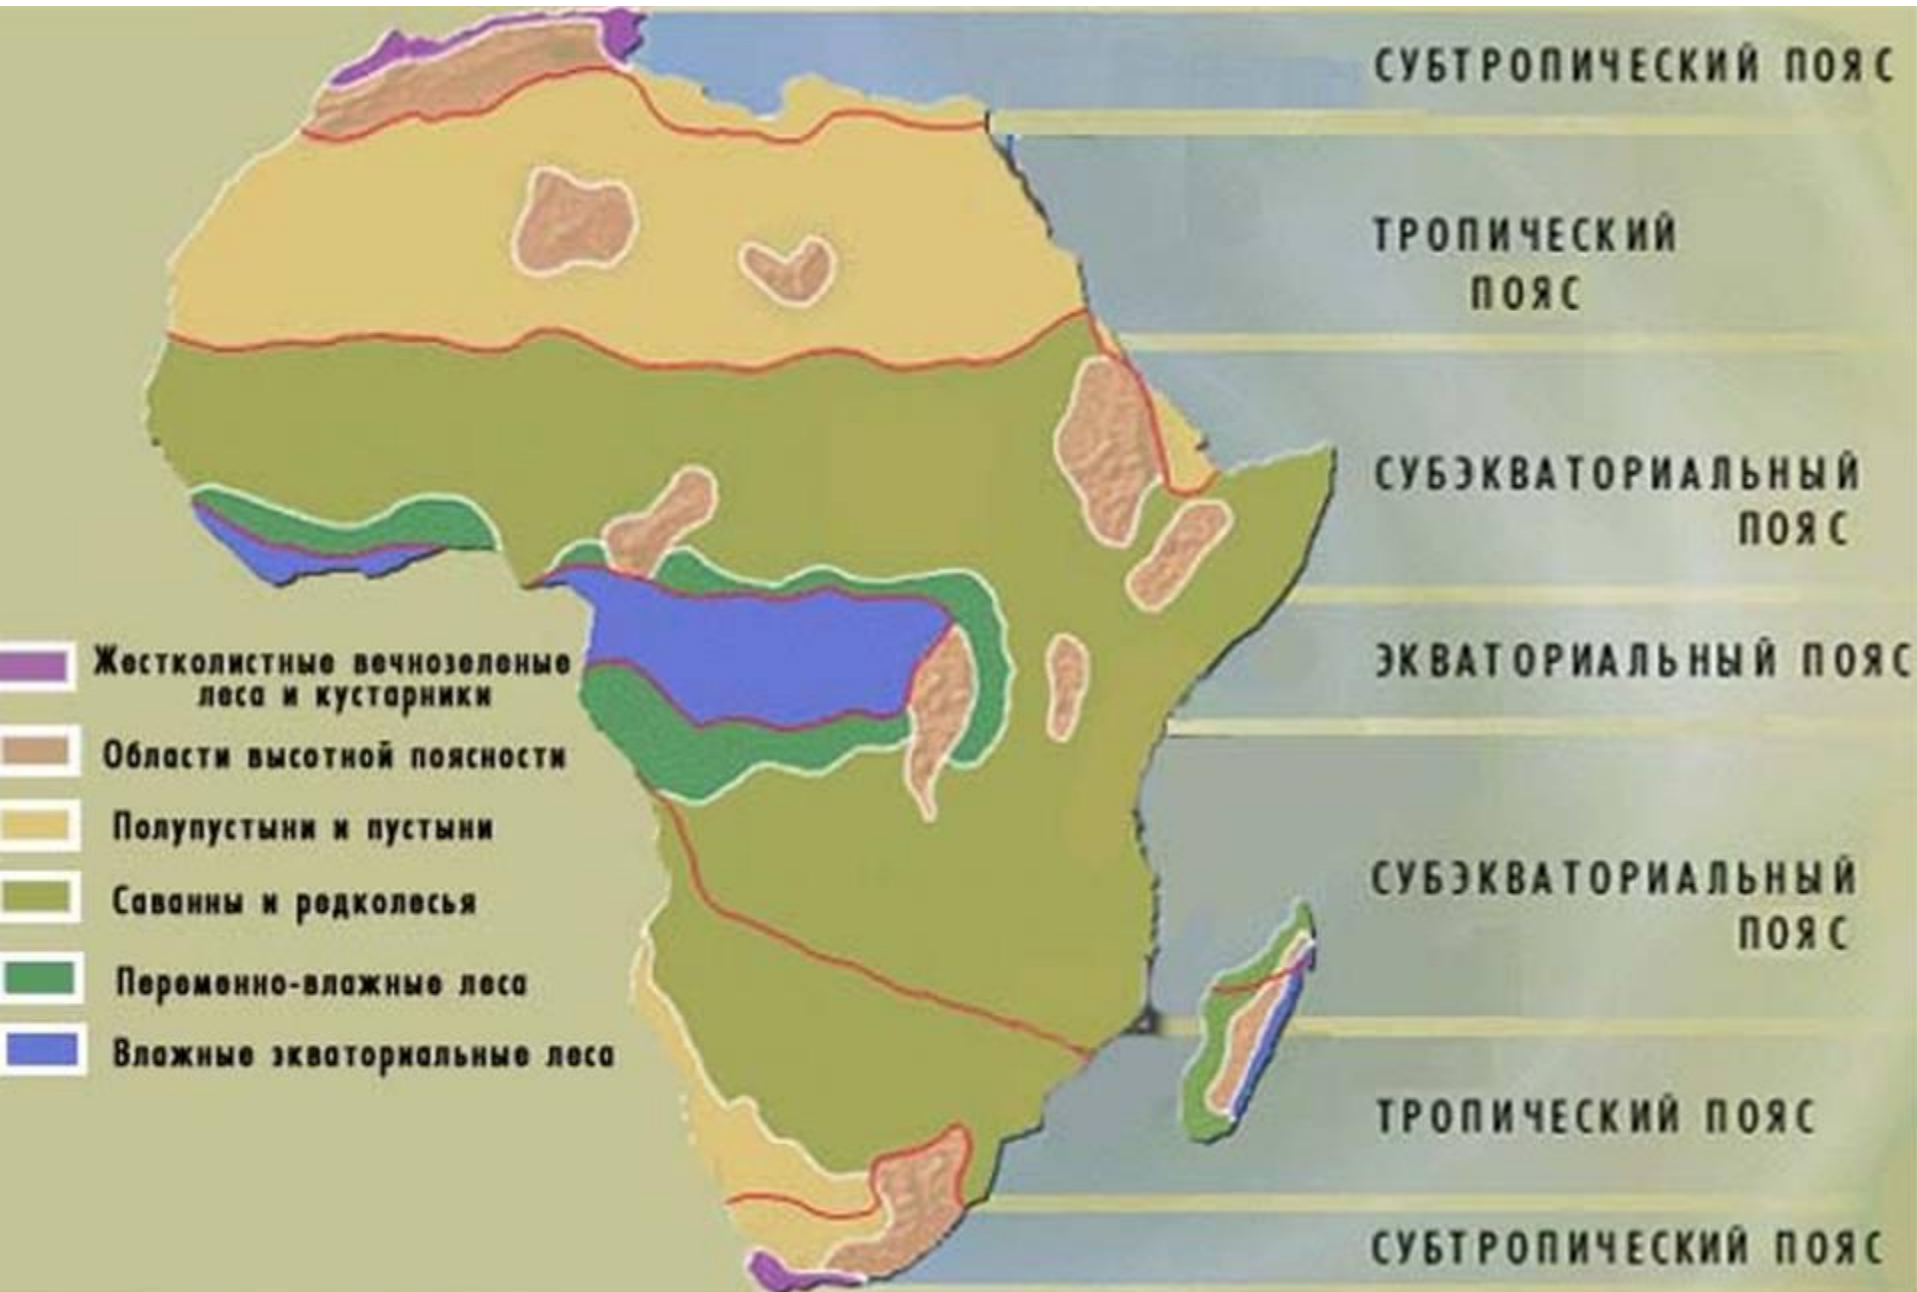 СУБТРОПИЧЕСКИЙ ПОЯС
ТРОПИЧЕСКИЙ
ПОЯС
СУБЭКВАТОРИАЛЬНЫЙ
ПОЯС
ЭКВАТОРИАЛЬНЫЙ ПОЯС
СУБЭКВАТОРИАЛЬНЫЙ
ПОЯС
ТРОПИЧЕСКИЙ ПОЯС
СУБТРОПИЧЕСКИЙ ПОЯС
Жестколистные вечнозеленые
леса и кустарники
Области высотной поясности
Полупустыни и пустыни
Саванны и редколесья
Переменно-влажные леса
Влажные экваториальные леса